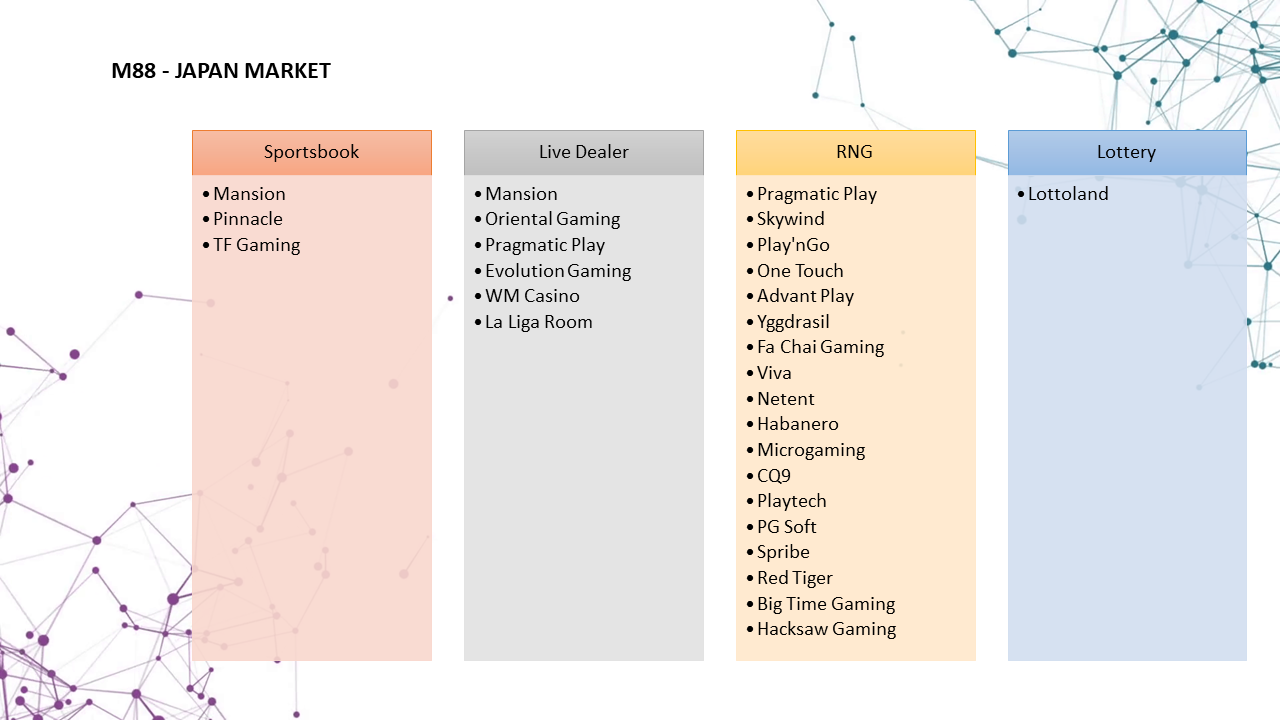 M88 - JAPAN MARKET
Sportsbook
• Mansion
• Pinnacle
• TF Gaming
Live Dealer
• Mansion
• Oriental Gaming
• Pragmatic Play
• Evolution Gaming
• WM Casino
• La Liga Room
RNG
• Pragmatic Play
• Skywind
• Play'nGo
• One Touch
• Advant Play
• Yggdrasil
• Fa Chai Gaming
• Viva
• Netent
• Habanero
• Microgaming
• CQ9
• Playtech
• PG Soft
• Spribe
• Red Tiger
• Big Time Gaming
• Hacksaw Gaming
Lottery
• Lottoland